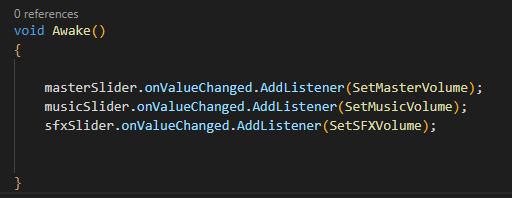 0 references
void Awake()
{
masterSlider.onValueChanged.AddListener(SetMasterVolume);
musicSlider.onValueChanged.AddListener(SetMusicVolume);
sfxSlider.onValueChanged.AddListener(SetSFXVolume);
}